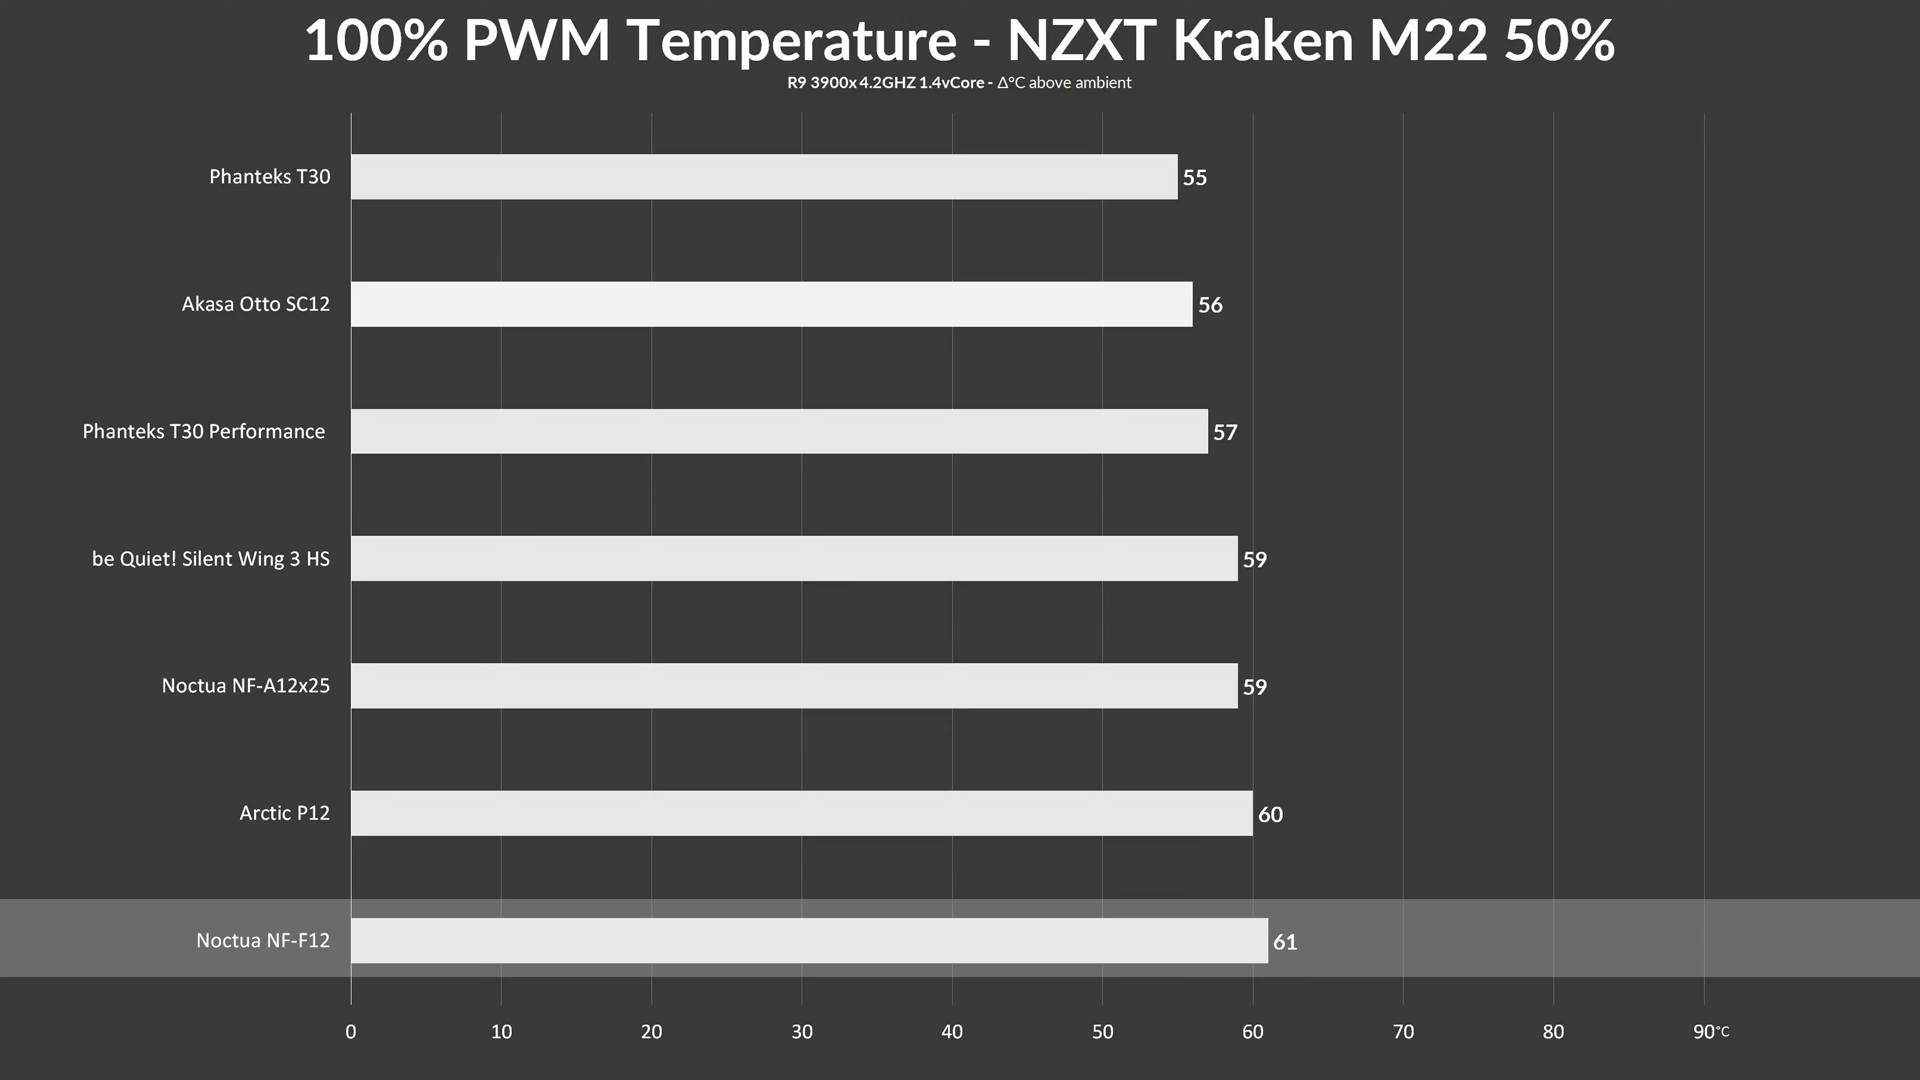 100% PWM Temperature - NZXT Kraken M22 50%
R9 3900x 4.2GHZ 1.4vCore - Δ°C above ambient
Phanteks T30 55
Akasa Otto SC12 56
Phanteks T30 Performance 57
be Quiet! Silent Wing 3 HS 59
Noctua NF-A12x25 59
Arctic P12 60
Noctua NF-F12 61
0 10 20 30 40 50 60 70 80 90°C